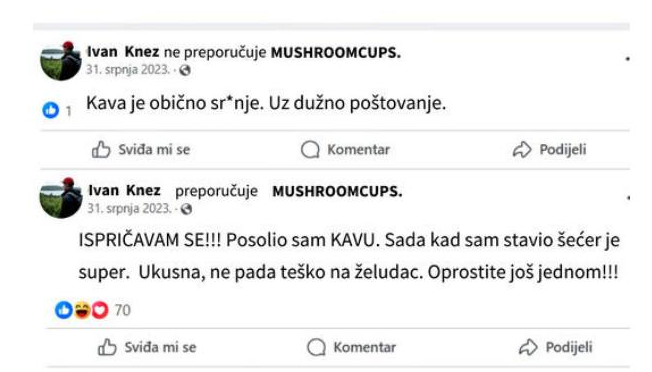 Ivan Knez ne preporučuje MUSHROOMCUPS.
31. srpnja 2023. ·
Kava je obično sr*nje. Uz dužno poštovanje.
1
Sviđa mi se Komentar Podijeli
Ivan Knez preporučuje MUSHROOMCUPS.
31. srpnja 2023. ·
ISPRIČAVAM SE!!! Posolio sam KAVU. Sada kad sam stavio šećer je
super. Ukusna, ne pada teško na želudac. Oprostite još jednom!!!
70
Sviđa mi se Komentar Podijeli